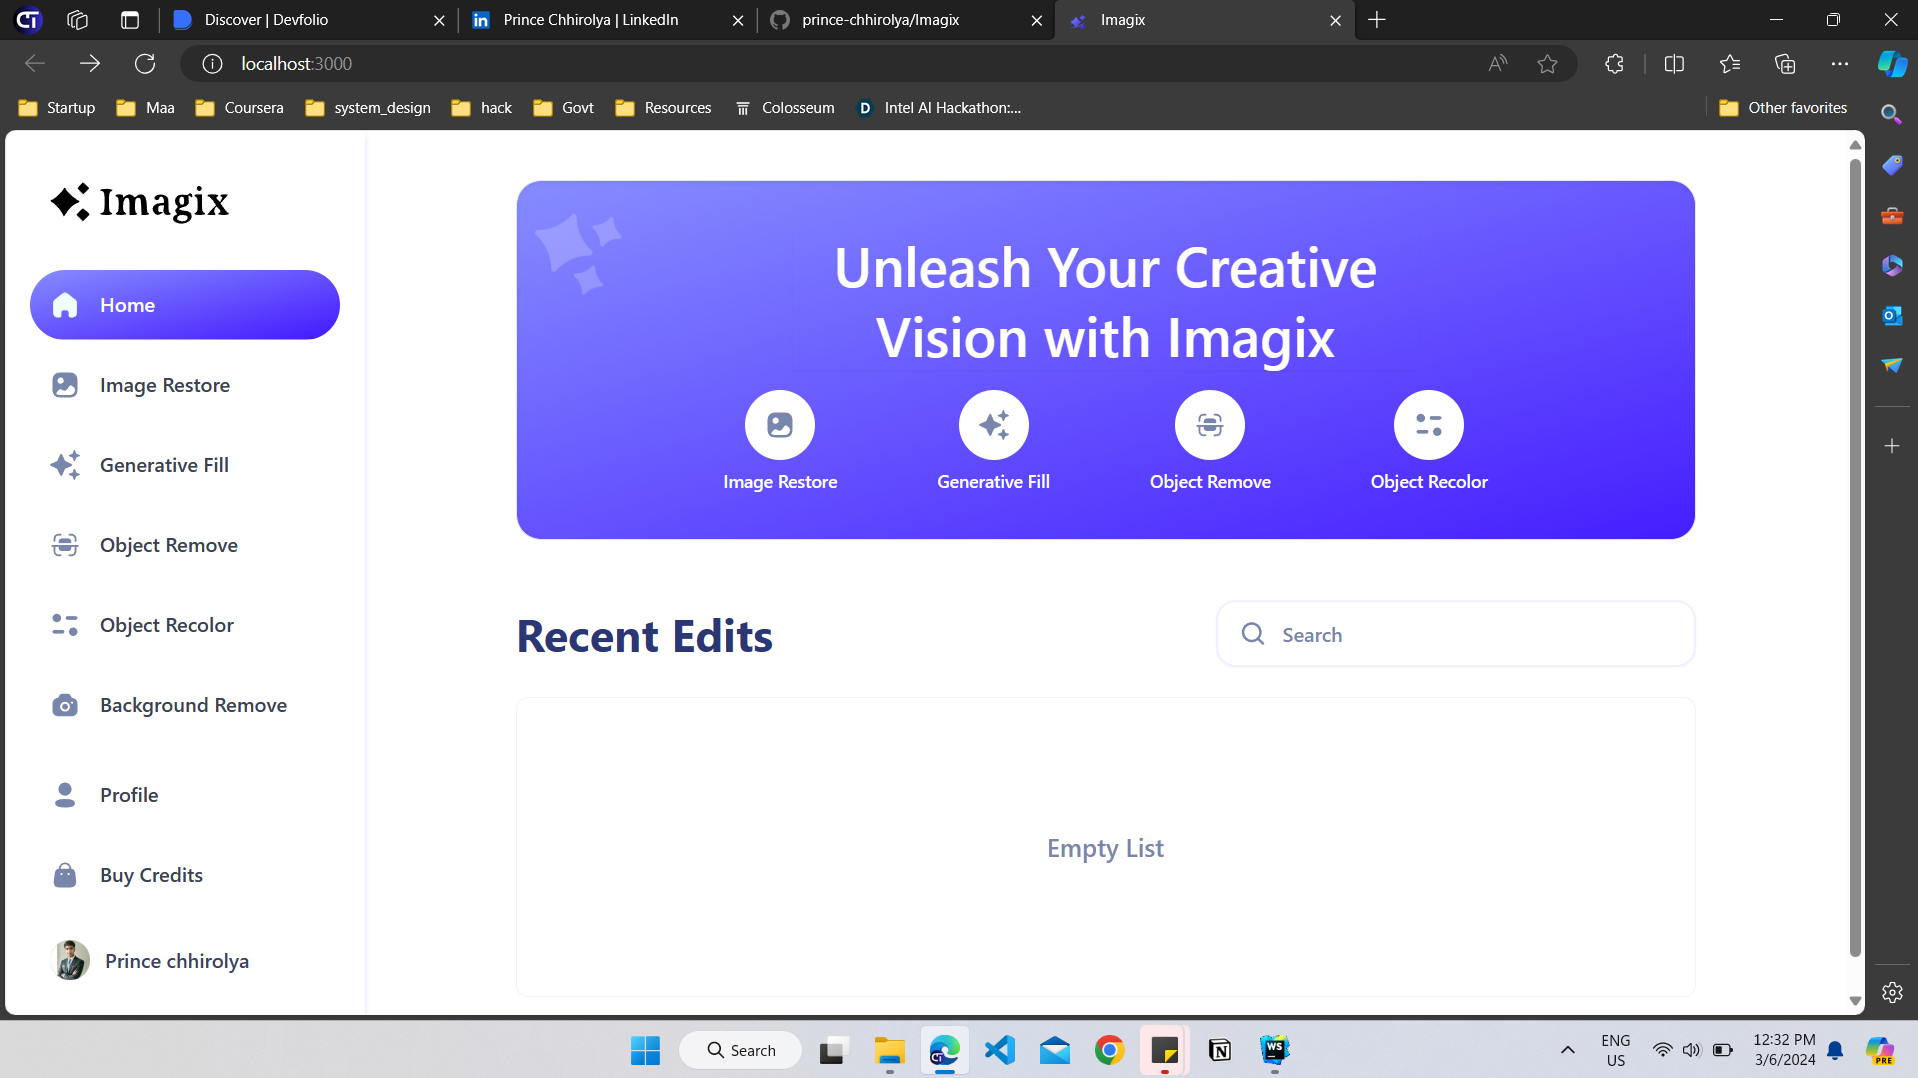 Discover | Devfolio
Prince Chhirolya | LinkedIn
prince-chhirolya/Imagix
Imagix
localhost:3000
Startup
Maa
Coursera
system_design
hack
Govt
Resources
Colosseum
Intel AI Hackathon:...
Other favorites
Imagix
Home
Image Restore
Generative Fill
Object Remove
Object Recolor
Background Remove
Profile
Buy Credits
Prince chhirolya
Unleash Your Creative
Vision with Imagix
Image Restore
Generative Fill
Object Remove
Object Recolor
Recent Edits
Search
Empty List
Search
ENG
US
12:32 PM
3/6/2024